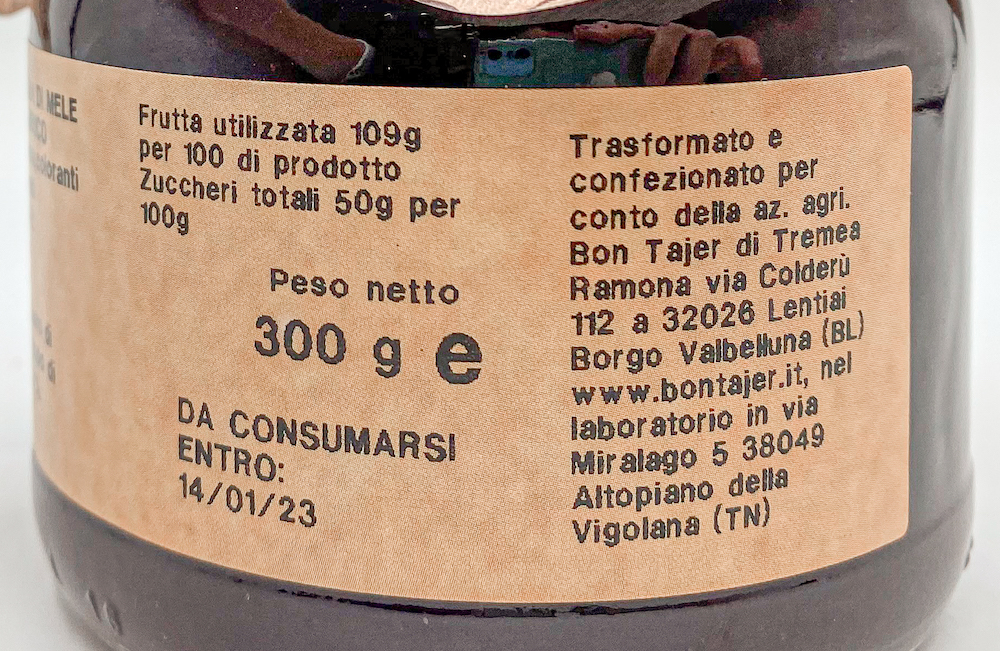 DI MELE
Frutta utilizzata 109g
per 100 di prodotto
Zuccheri totali 50g per
100g
Peso netto
300 g e
DA CONSUMARSI
ENTRO:
14/01/23
Trasformato e
confezionato per
conto della az. agri.
Bon Tajer di Tremea
Ramona via Colderù
112 a 32026 Lentiai
Borgo Valbelluna (BL)
www.bontajer.it, nel
laboratorio in via
Miralago 5 38049
Altopiano della
Vigolana (TN)